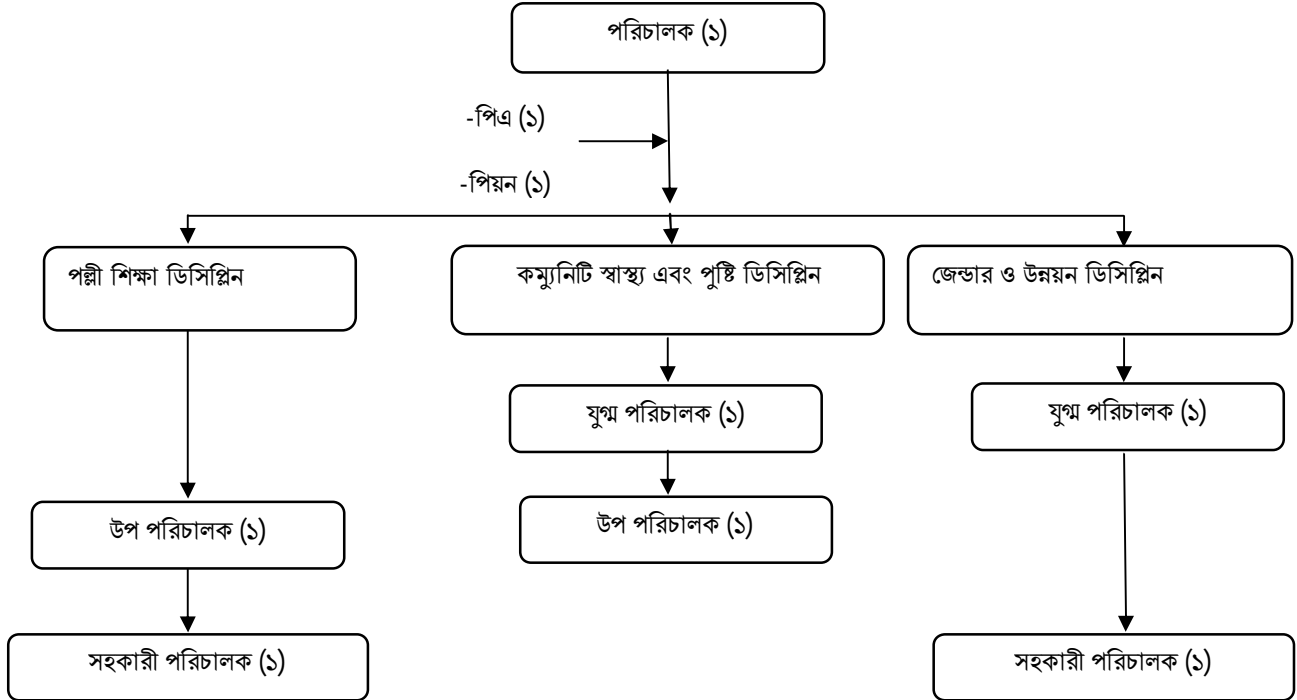 পরিচালক (১)
-পিএ (১)
-পিয়ন (১)
পল্লী শিক্ষা ডিসিপ্লিন
কম্যুনিটি স্বাস্থ্য এবং পুষ্টি ডিসিপ্লিন
জেন্ডার ও উন্নয়ন ডিসিপ্লিন
যুগ্ম পরিচালক (১)
যুগ্ম পরিচালক (১)
উপ পরিচালক (১)
উপ পরিচালক (১)
সহকারী পরিচালক (১)
সহকারী পরিচালক (১)